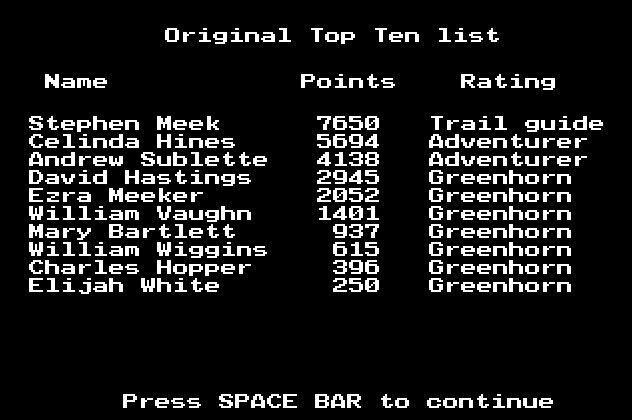 Original Top Ten list
Name Points Rating
Stephen Meek 7650 Trail guide
Celinda Hines 5694 Adventurer
Andrew Sublette 4138 Adventurer
David Hastings 2945 Greenhorn
Ezra Meeker 2052 Greenhorn
William Vaughn 1401 Greenhorn
Mary Bartlett 937 Greenhorn
William Wiggins 615 Greenhorn
Charles Hopper 396 Greenhorn
Elijah White 250 Greenhorn
Press SPACE BAR to continue